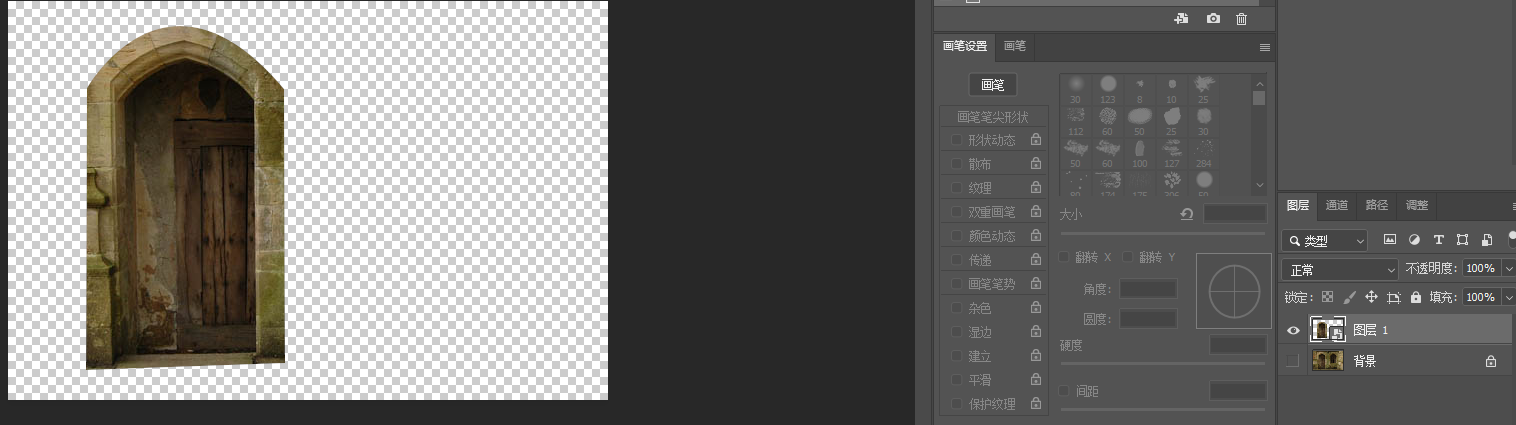 画笔设置 画笔
画笔
30 123 8 10 25
画笔笔尖形状
112 60 50 25 30
形状动态
散布
50 60 100 127 284
纹理
80 174 175 306 50
双重画笔
大小
颜色动态
传递
翻转 X 翻转 Y
画笔笔势
角度:
杂色
圆度:
湿边
硬度
建立
平滑
间距
保护纹理
图层 通道 路径 调整
类型
正常 不透明度: 100%
锁定: 填充: 100%
图层 1
背景